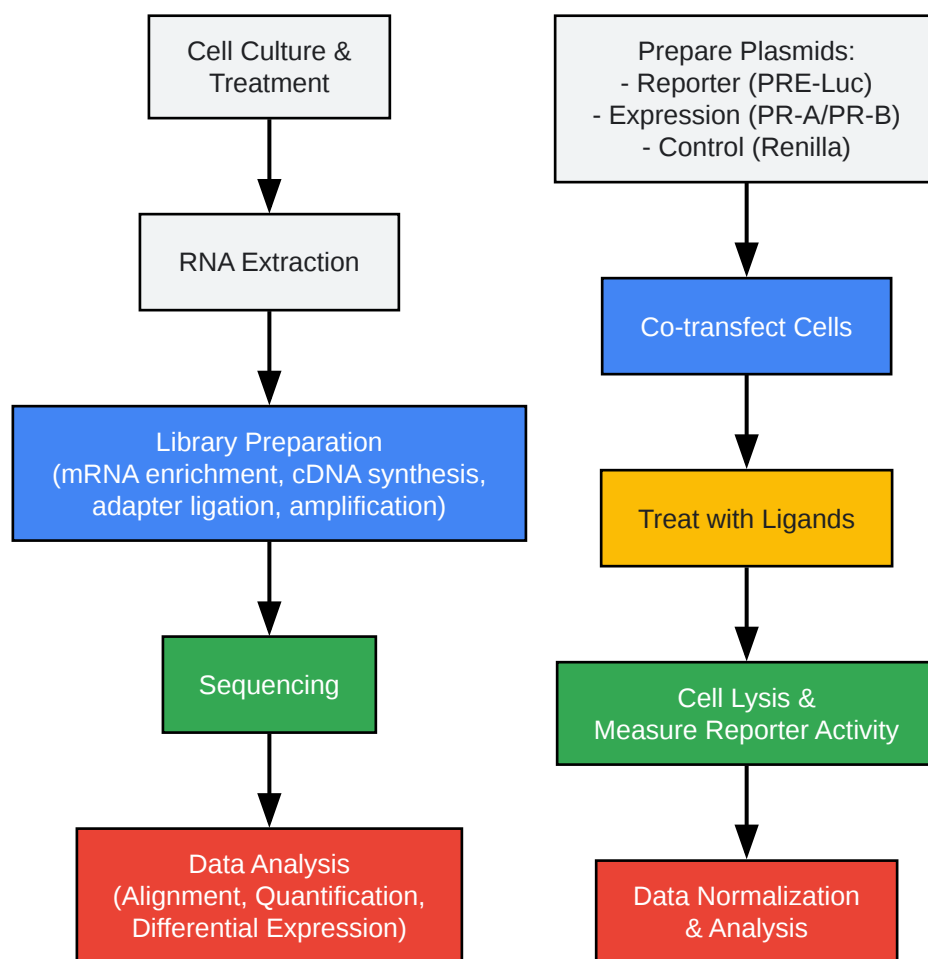 Cell Culture &
Treatment
RNA Extraction
Library Preparation
(mRNA enrichment, cDNA synthesis,
adapter ligation, amplification)
Sequencing
Data Analysis
(Alignment, Quantification,
Differential Expression)
Prepare Plasmids:
- Reporter (PRE-Luc)
- Expression (PR-A/PR-B)
- Control (Renilla)
Co-transfect Cells
Treat with Ligands
Cell Lysis &
Measure Reporter Activity
Data Normalization
& Analysis